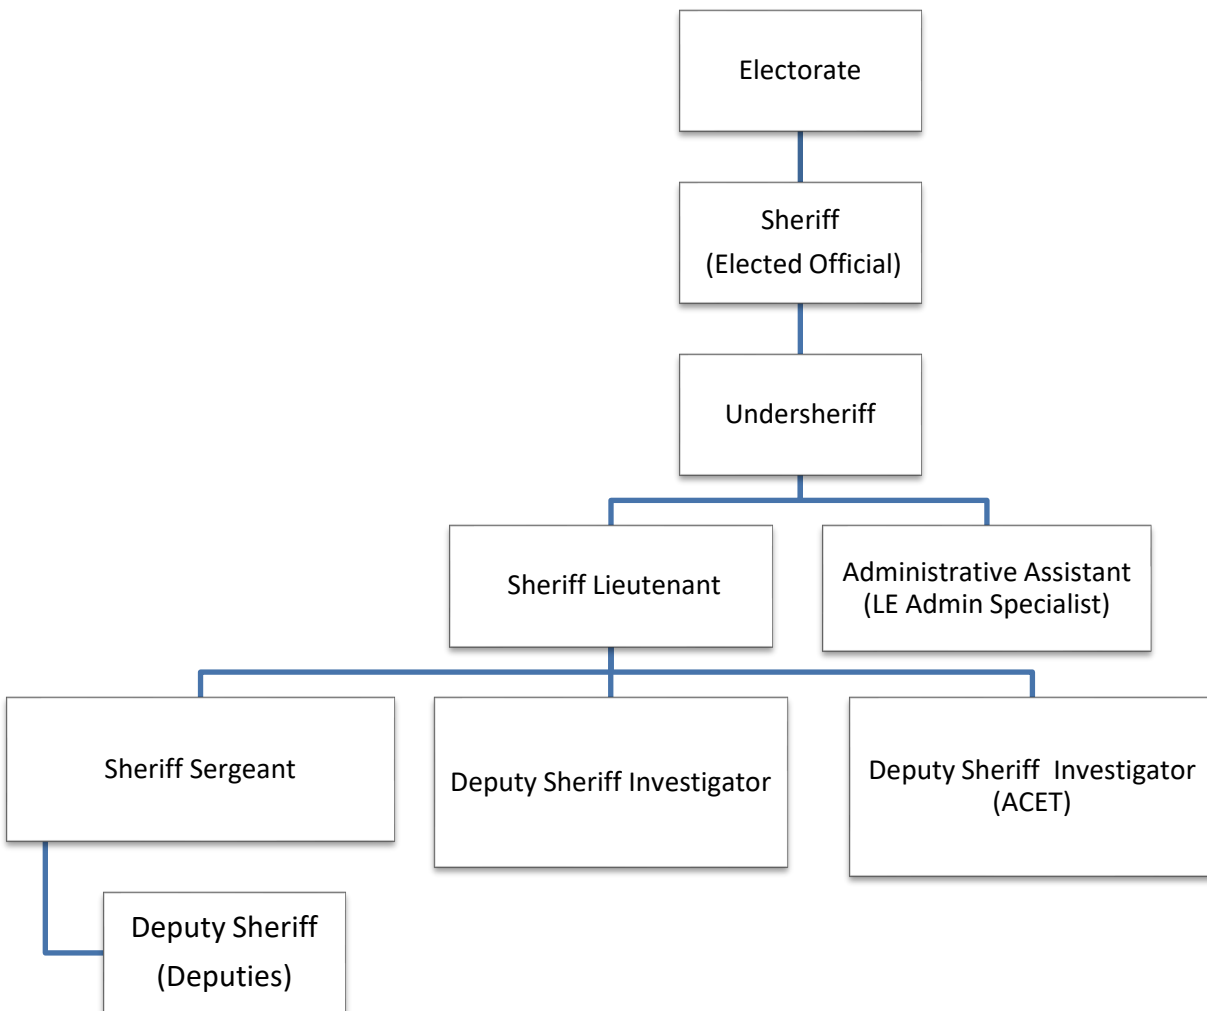 Electorate
Sheriff
(Elected Official)
Undersheriff
Sheriff Lieutenant
Administrative Assistant
(LE Admin Specialist)
Sheriff Sergeant
Deputy Sheriff Investigator
Deputy Sheriff Investigator
(ACET)
Deputy Sheriff
(Deputies)